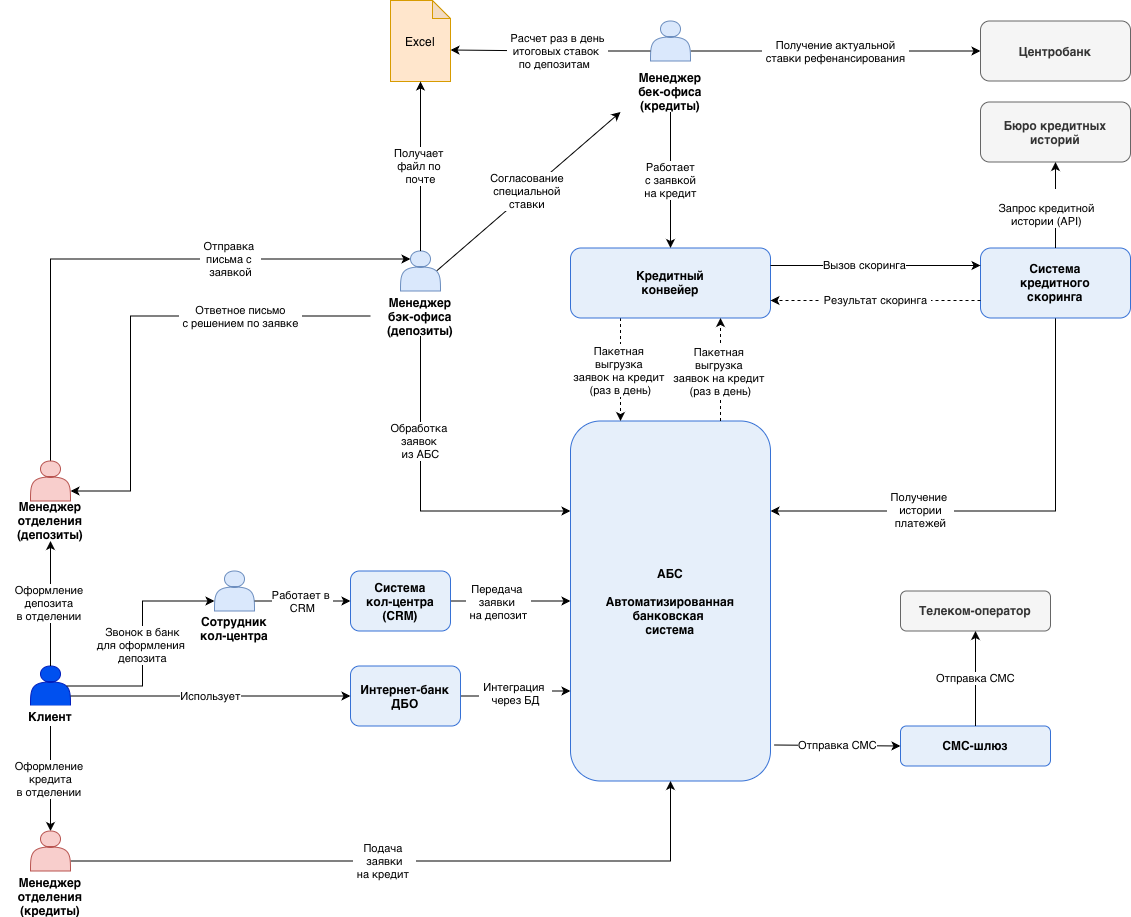 Excel
Расчет раз в день
итоговых ставок
по депозитам
Менеджер
бек-офиса
(кредиты)
Получение актуальной
ставки рефенансирования
Центробанк
Бюро кредитных
историй
Получает
файл по
почте
Согласование
специальной
ставки
Работает
с заявкой
на кредит
Запрос кредитной
истории (API)
Отправка
письма с
заявкой
Менеджер
бэк-офиса
(депозиты)
Ответное письмо
с решением по заявке
Кредитный
конвейер
Вызов скоринга
Результат скоринга
Система
кредитного
скоринга
Пакетная
выгрузка
заявок на кредит
(раз в день)
Пакетная
выгрузка
заявок на кредит
(раз в день)
Обработка
заявок
из АБС
Получение
истории
платежей
Менеджер
отделения
(депозиты)
Оформление
депозита
в отделении
Звонок в банк
для оформления
депозита
Сотрудник
кол-центра
Работает в
CRM
Система
кол-центра
(CRM)
Передача
заявки
на депозит
АБС
Автоматизированная
банковская
система
Телеком-оператор
Отправка СМС
Клиент
Использует
Интернет-банк
ДБО
Интеграция
через БД
Отправка СМС
СМС-шлюз
Оформление
кредита
в отделении
Менеджер
отделения
(кредиты)
Подача
заявки
на кредит